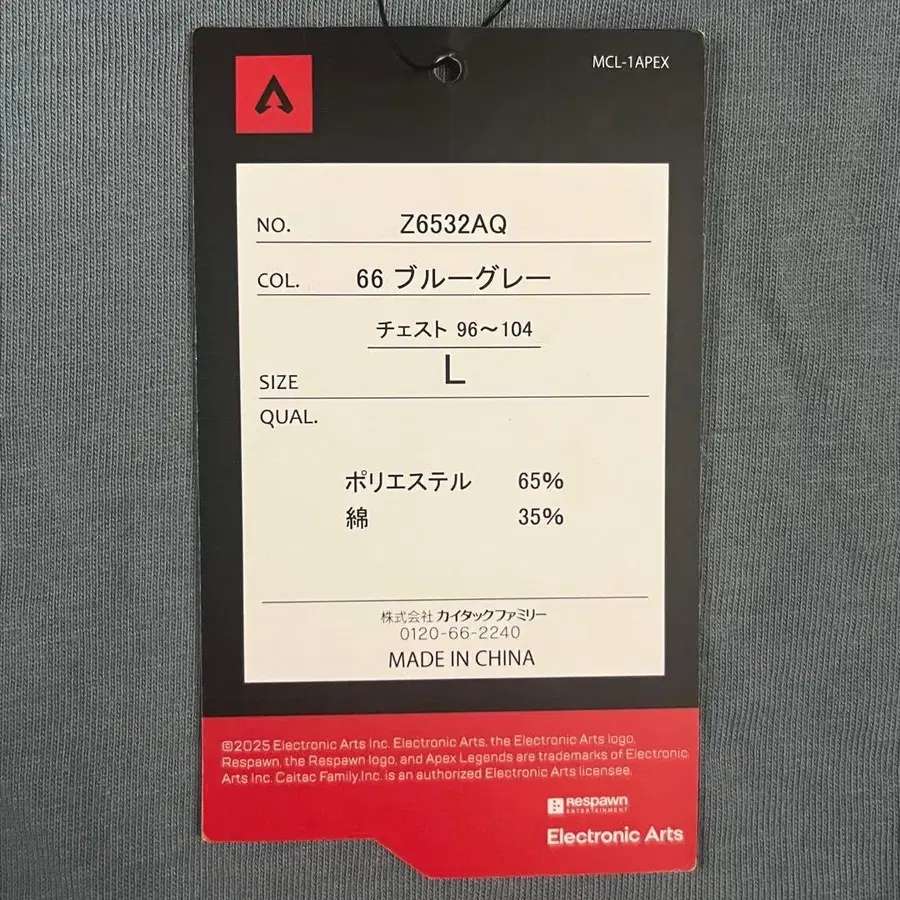 MCL-1APEX
NO. Z6532AQ
COL. 66 ブルーグレー
チェスト 96～104
SIZE L
QUAL.
ポリエステル 65%
綿 35%
株式会社 カイタックファミリー
0120-66-2240
MADE IN CHINA
©2025 Electronic Arts Inc. Electronic Arts, the Electronic Arts logo,
Respawn, the Respawn logo, and Apex Legends are trademarks of Electronic
Arts Inc. Caitac Family,Inc. is an authorized Electronic Arts licensee.
Respawn
ENTERTAINMENT
Electronic Arts